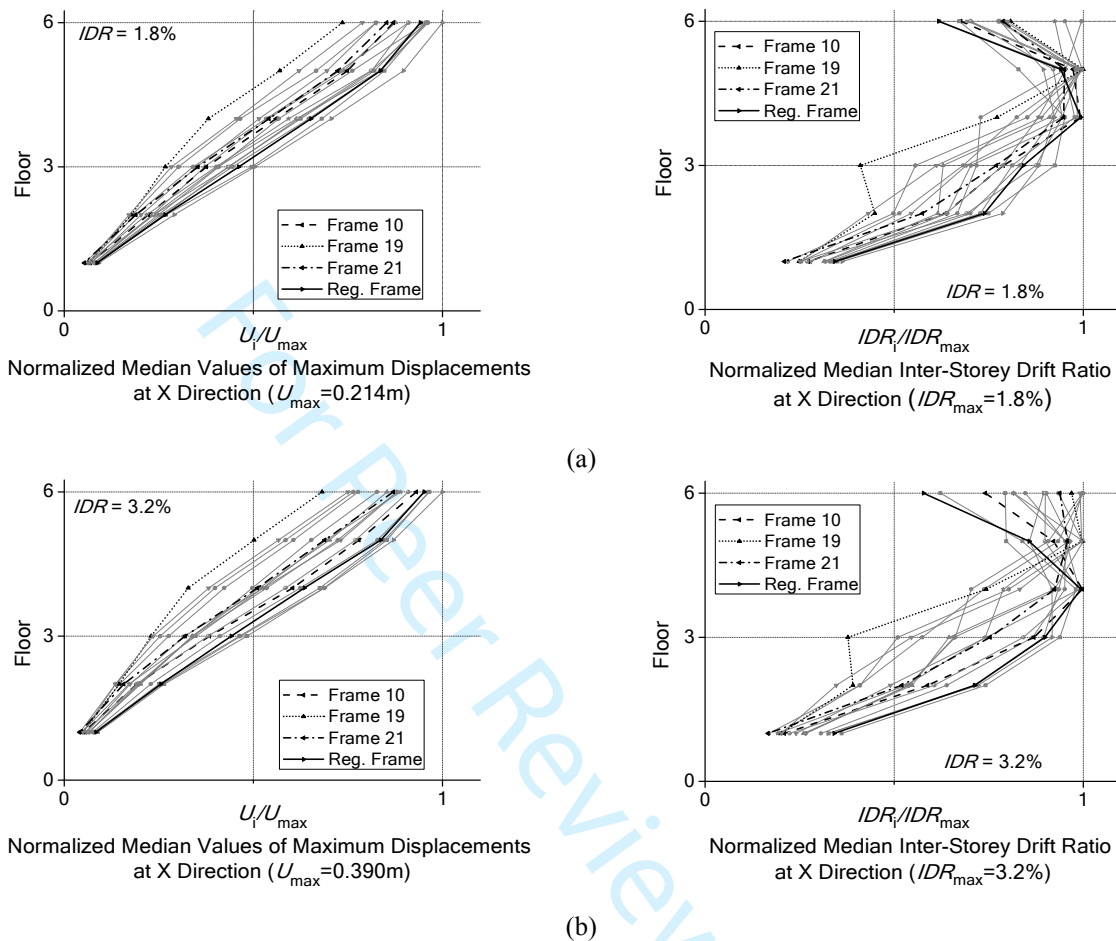 6
IDR = 1.8%
Floor
3
Frame 10
Frame 19
Frame 21
Reg. Frame
0
0
1
Ui/Umax
Normalized Median Values of Maximum Displacements
at X Direction (Umax=0.214m)
6
Frame 10
Frame 19
Frame 21
Reg. Frame
Floor
3
IDR = 1.8%
0
0
1
IDRi/IDRmax
Normalized Median Inter-Storey Drift Ratio
at X Direction (IDRmax=1.8%)
(a)
6
IDR = 3.2%
Floor
3
Frame 10
Frame 19
Frame 21
Reg. Frame
0
0
1
Ui/Umax
Normalized Median Values of Maximum Displacements
at X Direction (Umax=0.390m)
6
Frame 10
Frame 19
Frame 21
Reg. Frame
Floor
3
IDR = 3.2%
0
0
1
IDRi/IDRmax
Normalized Median Inter-Storey Drift Ratio
at X Direction (IDRmax=3.2%)
(b)
For Peer Review